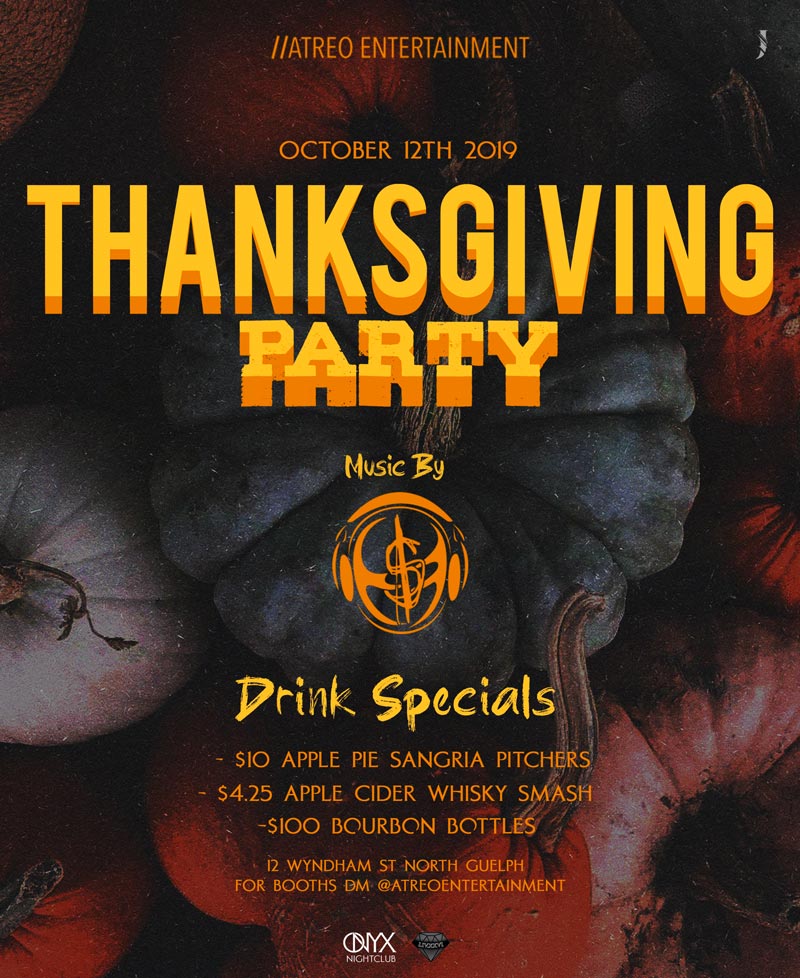 //ATREO ENTERTAINMENT
OCTOBER 12TH 2019
THANKSGIVING
PARTY
Music By
Drink Specials
- $10 APPLE PIE SANGRIA PITCHERS
- $4.25 APPLE CIDER WHISKY SMASH
-$100 BOURBON BOTTLES
12 WYNDHAM ST NORTH GUELPH
FOR BOOTHS DM @ATREOENTERTAINMENT
ONYX
NIGHTCLUB